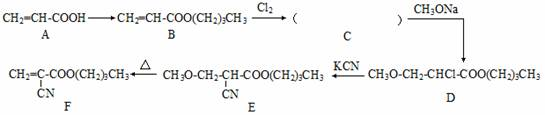 CH₂=CH-COOH → CH₂=CH-COO(CH₂)₃CH₃ Cl₂ → ( ) CH₃ONa
A B C
CH₂=C-COO(CH₂)₃CH₃ △ ← CH₃O-CH₂-CH-COO(CH₂)₃CH₃ KCN ← CH₃O-CH₂-CHCl-COO(CH₂)₃CH₃
CN CN D
F E